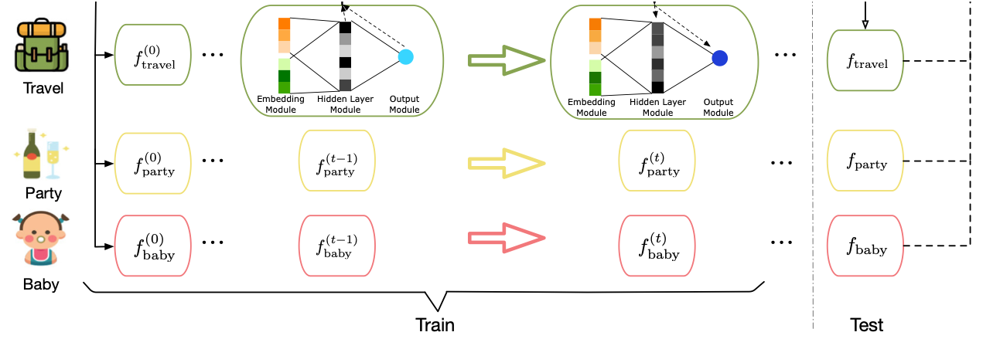 Travel
f_travel^(0) ... Embedding Module Hidden Layer Module Output Module Embedding Module Hidden Layer Module Output Module ... f_travel
Party
f_party^(0) ... f_party^(t−1) f_party^(t) ... f_party
Baby
f_baby^(0) ... f_baby^(t−1) f_baby^(t) ... f_baby
Train Test